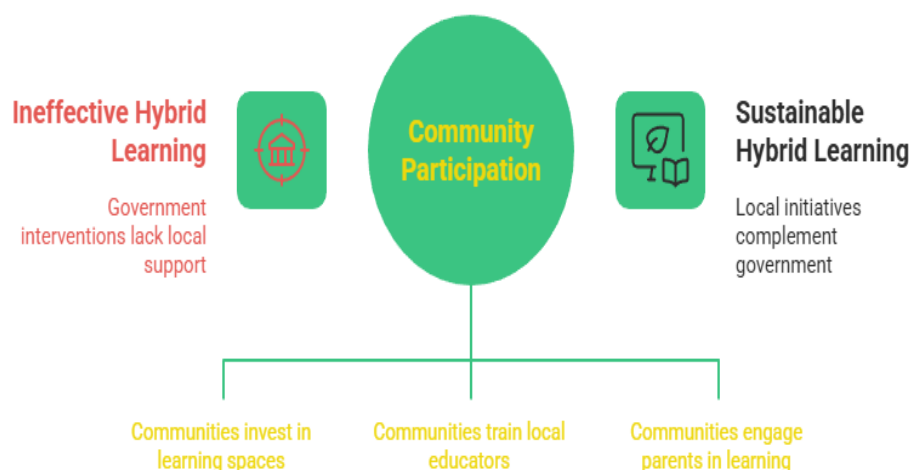 Ineffective Hybrid
Learning
Government
interventions lack local
support
Community
Participation
Sustainable
Hybrid Learning
Local initiatives
complement
government
Communities invest in
learning spaces
Communities train local
educators
Communities engage
parents in learning